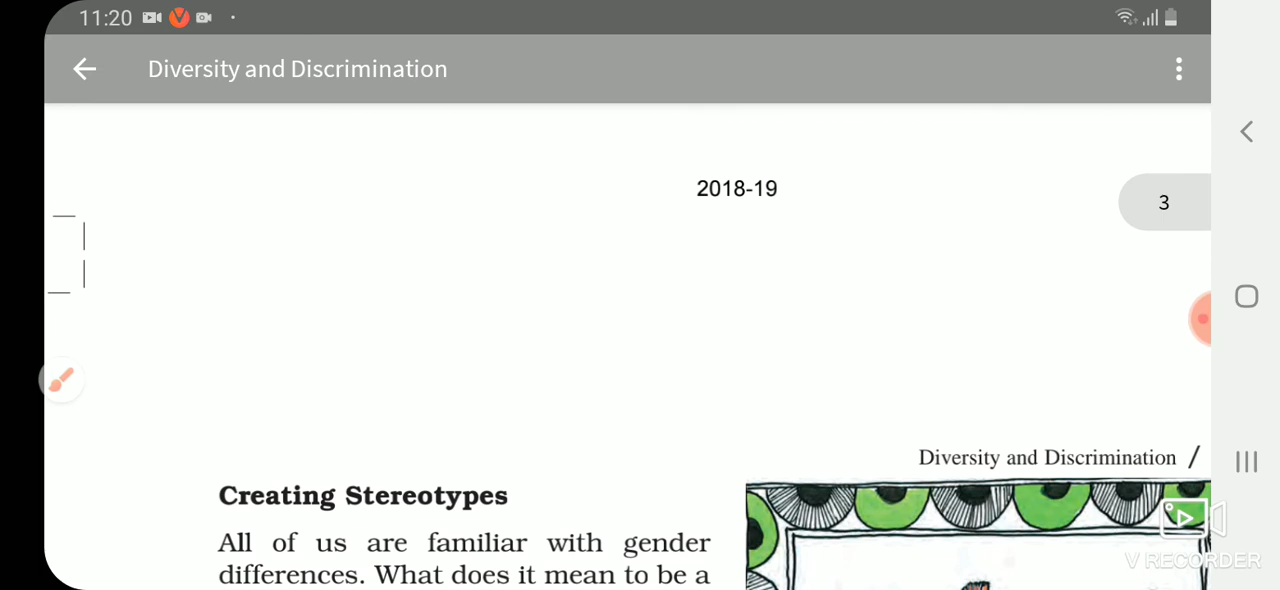 11:20
Diversity and Discrimination
2018-19
3
Diversity and Discrimination /
Creating Stereotypes
All of us are familiar with gender
differences. What does it mean to be a
V RECORDER